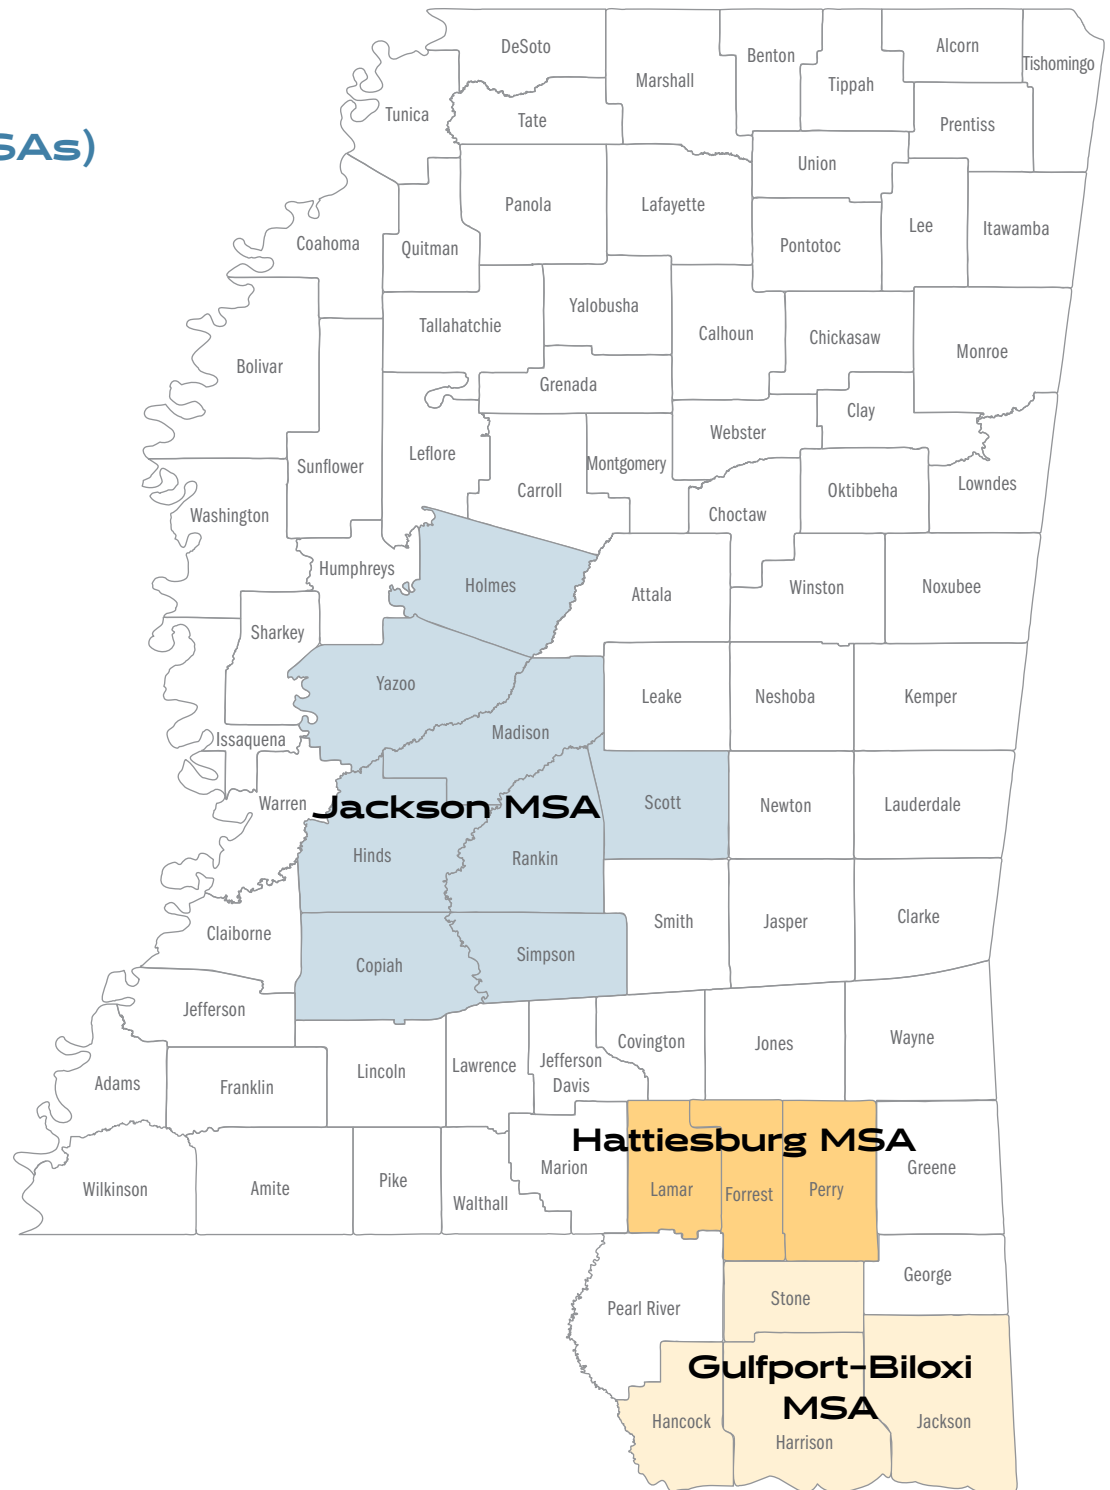 SAs)
DeSoto
Marshall
Benton
Tippah
Alcorn
Tishomingo
Tunica
Tate
Prentiss
Union
Panola
Lafayette
Lee
Itawamba
Coahoma
Quitman
Pontotoc
Tallahatchie
Yalobusha
Calhoun
Chickasaw
Monroe
Bolivar
Grenada
Clay
Webster
Leflore
Sunflower
Montgomery
Carroll
Oktibbeha
Lowndes
Washington
Choctaw
Humphreys
Holmes
Attala
Winston
Noxubee
Sharkey
Yazoo
Leake
Neshoba
Kemper
Madison
Issaquena
Warren
Jackson MSA
Scott
Newton
Lauderdale
Hinds
Rankin
Smith
Jasper
Clarke
Claiborne
Copiah
Simpson
Jefferson
Covington
Jones
Wayne
Adams
Franklin
Lincoln
Lawrence
Jefferson
Davis
Hattiesburg MSA
Marion
Greene
Wilkinson
Amite
Pike
Walthall
Lamar
Forrest
Perry
George
Pearl River
Stone
Gulfport-Biloxi
MSA
Hancock
Harrison
Jackson